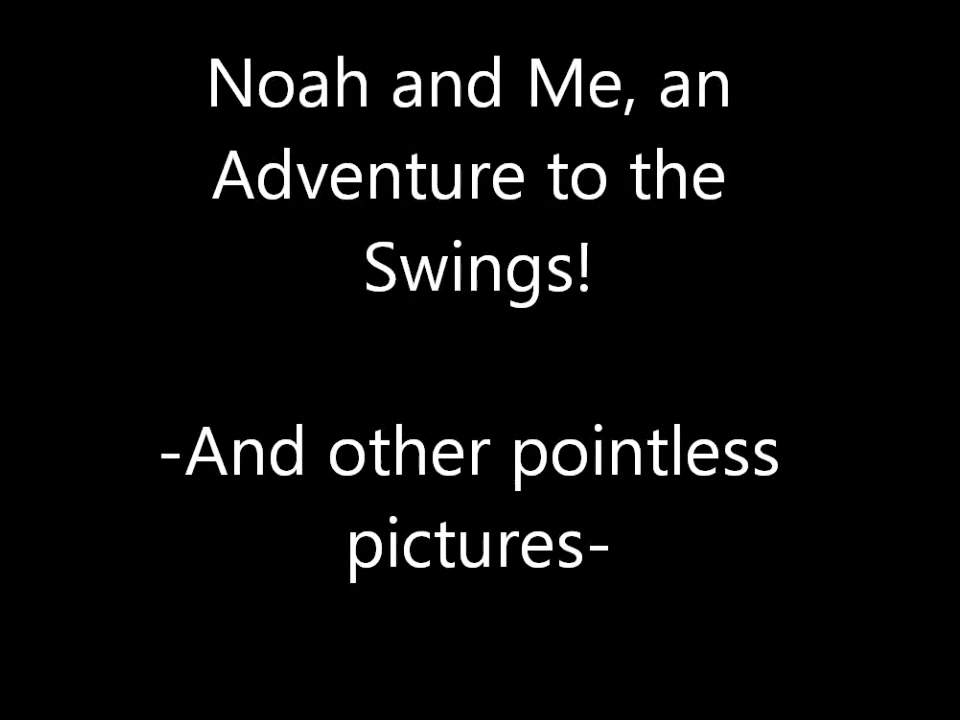 Noah and Me, an
Adventure to the
Swings!
-And other pointless
pictures-